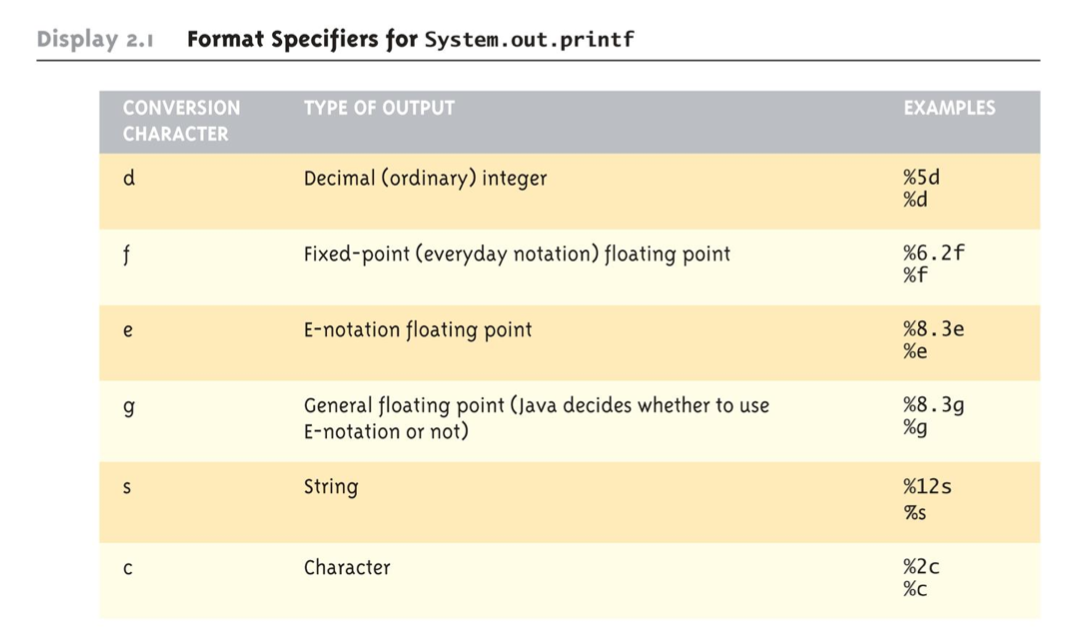 Display 2.1 Format Specifiers for System.out.printf
CONVERSION CHARACTER TYPE OF OUTPUT EXAMPLES
d Decimal (ordinary) integer %5d
%d
f Fixed-point (everyday notation) floating point %6.2f
%f
e E-notation floating point %8.3e
%e
g General floating point (Java decides whether to use %8.3g
E-notation or not) %g
s String %12s
%s
c Character %2c
%c